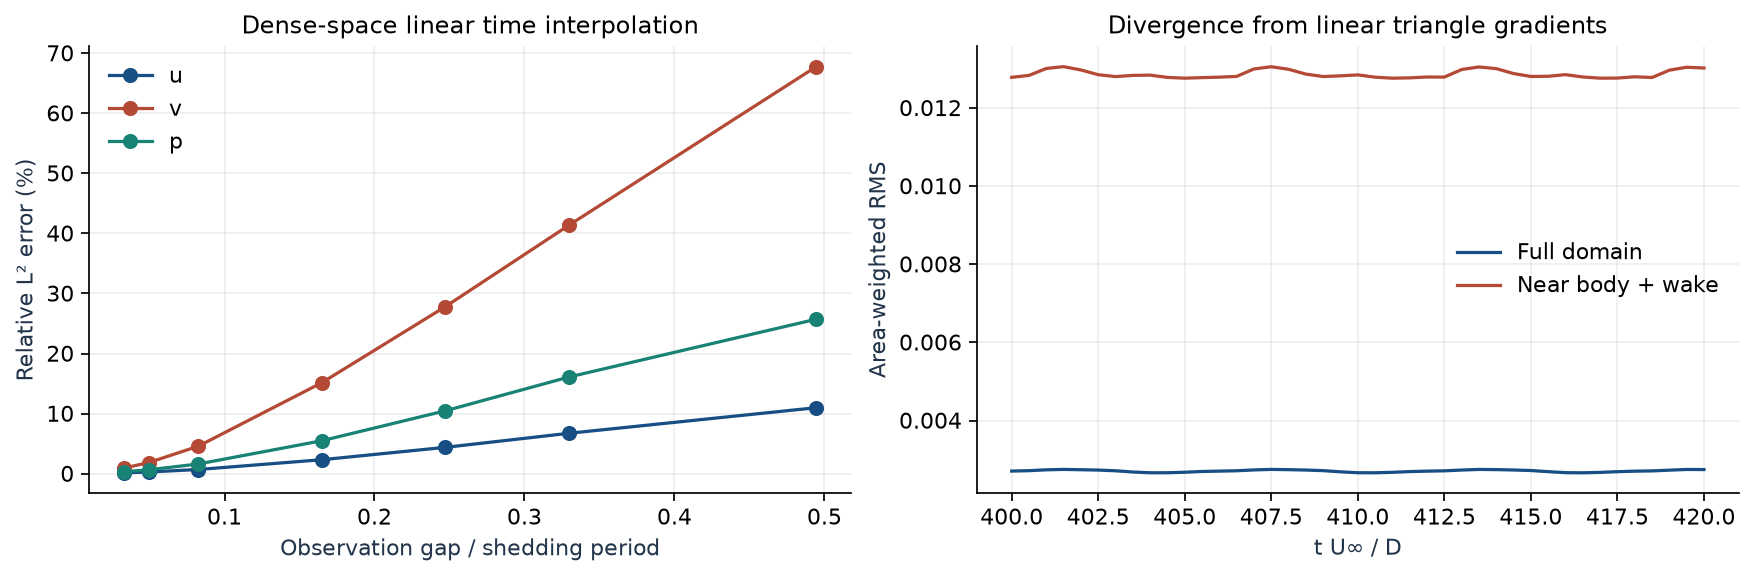 Dense-space linear time interpolation
Relative L² error (%)
70
60
50
40
30
20
10
0
u
v
p
0.1 0.2 0.3 0.4 0.5
Observation gap / shedding period
Divergence from linear triangle gradients
Area-weighted RMS
0.012
0.010
0.008
0.006
0.004
Full domain
Near body + wake
400.0 402.5 405.0 407.5 410.0 412.5 415.0 417.5 420.0
t U∞ / D